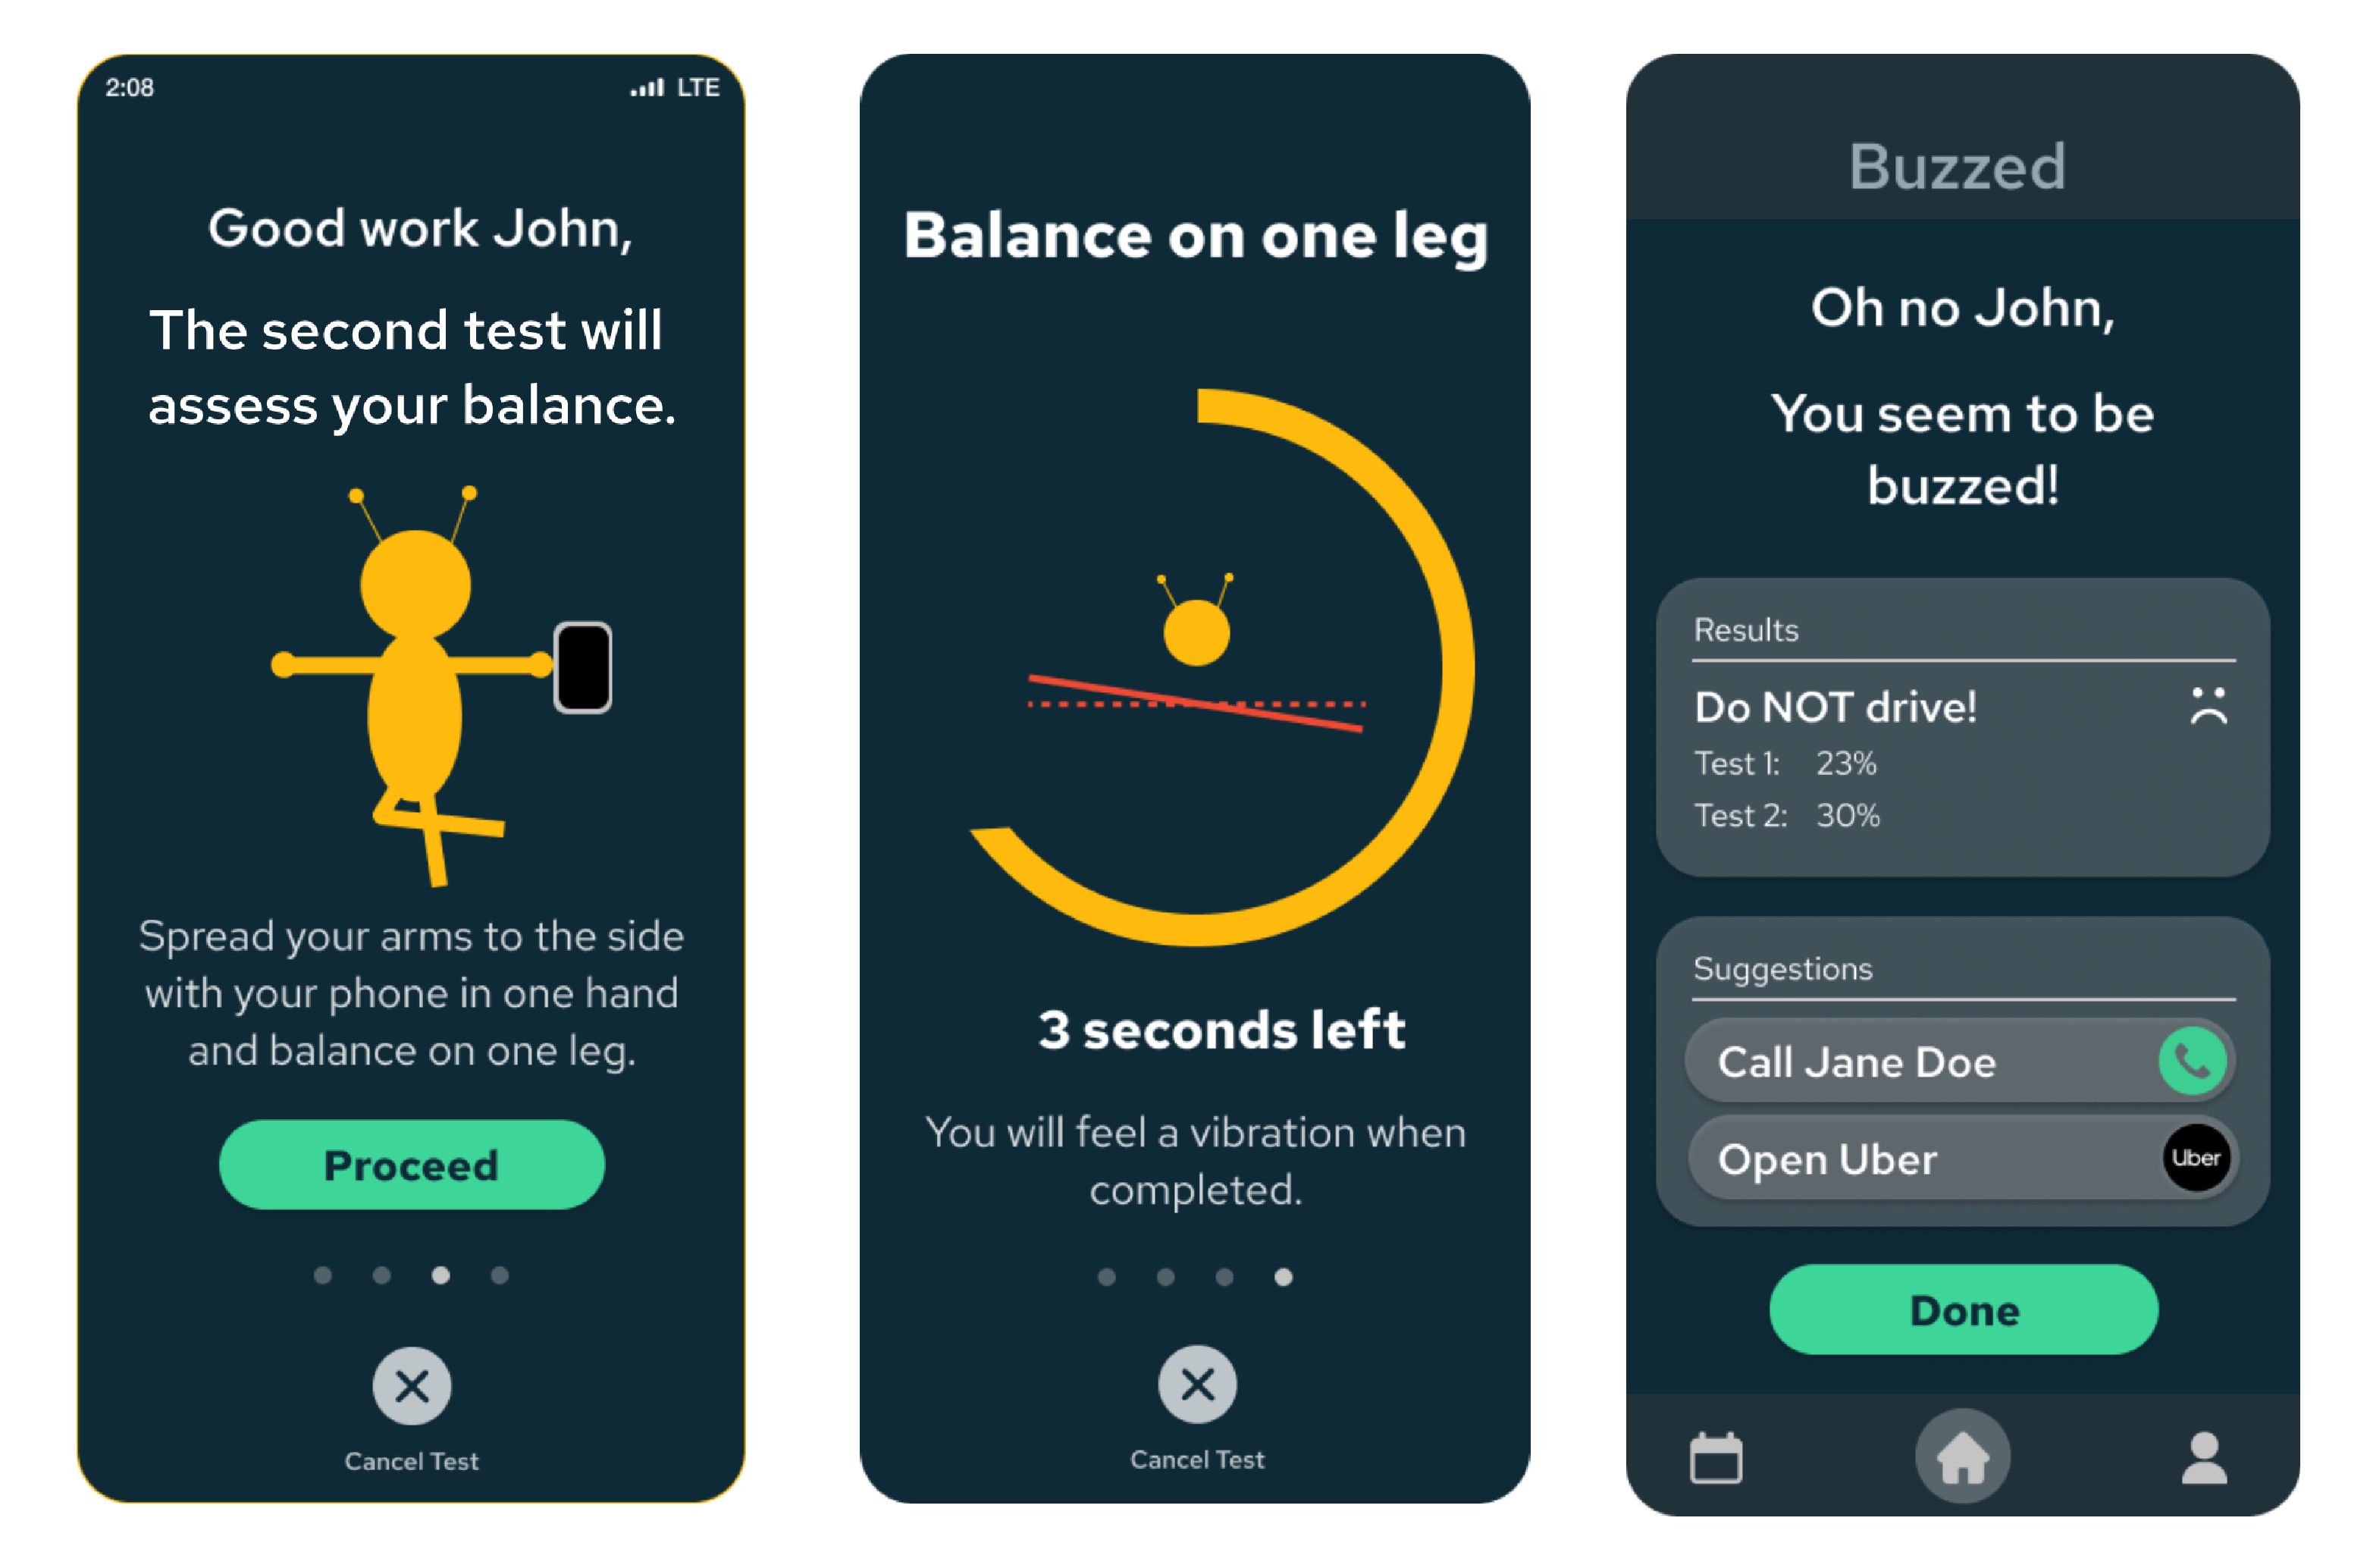 2:08
LTE
Good work John,
The second test will
assess your balance.
Spread your arms to the side
with your phone in one hand
and balance on one leg.
Proceed
Cancel Test
Balance on one leg
3 seconds left
You will feel a vibration when
completed.
Cancel Test
Buzzed
Oh no John,
You seem to be
buzzed!
Results
Do NOT drive!
Test 1: 23%
Test 2: 30%
Suggestions
Call Jane Doe
Open Uber
Uber
Done